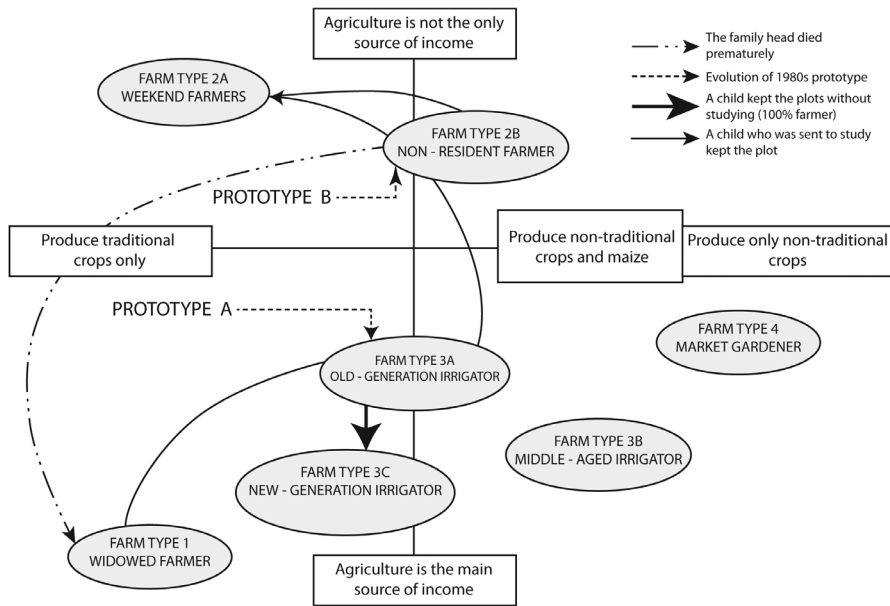 Agriculture is not the only
source of income
The family head died
prematurely
Evolution of 1980s prototype
A child kept the plots without
studying (100% farmer)
A child who was sent to study
kept the plot
FARM TYPE 2A
WEEKEND FARMERS
FARM TYPE 2B
NON - RESIDENT FARMER
PROTOTYPE B
Produce traditional
crops only
Produce non-traditional
crops and maize
Produce only non-traditional
crops
PROTOTYPE A
FARM TYPE 4
MARKET GARDENER
FARM TYPE 3A
OLD - GENERATION IRRIGATOR
FARM TYPE 3B
MIDDLE - AGED IRRIGATOR
FARM TYPE 3C
NEW - GENERATION IRRIGATOR
FARM TYPE 1
WIDOWED FARMER
Agriculture is the main
source of income